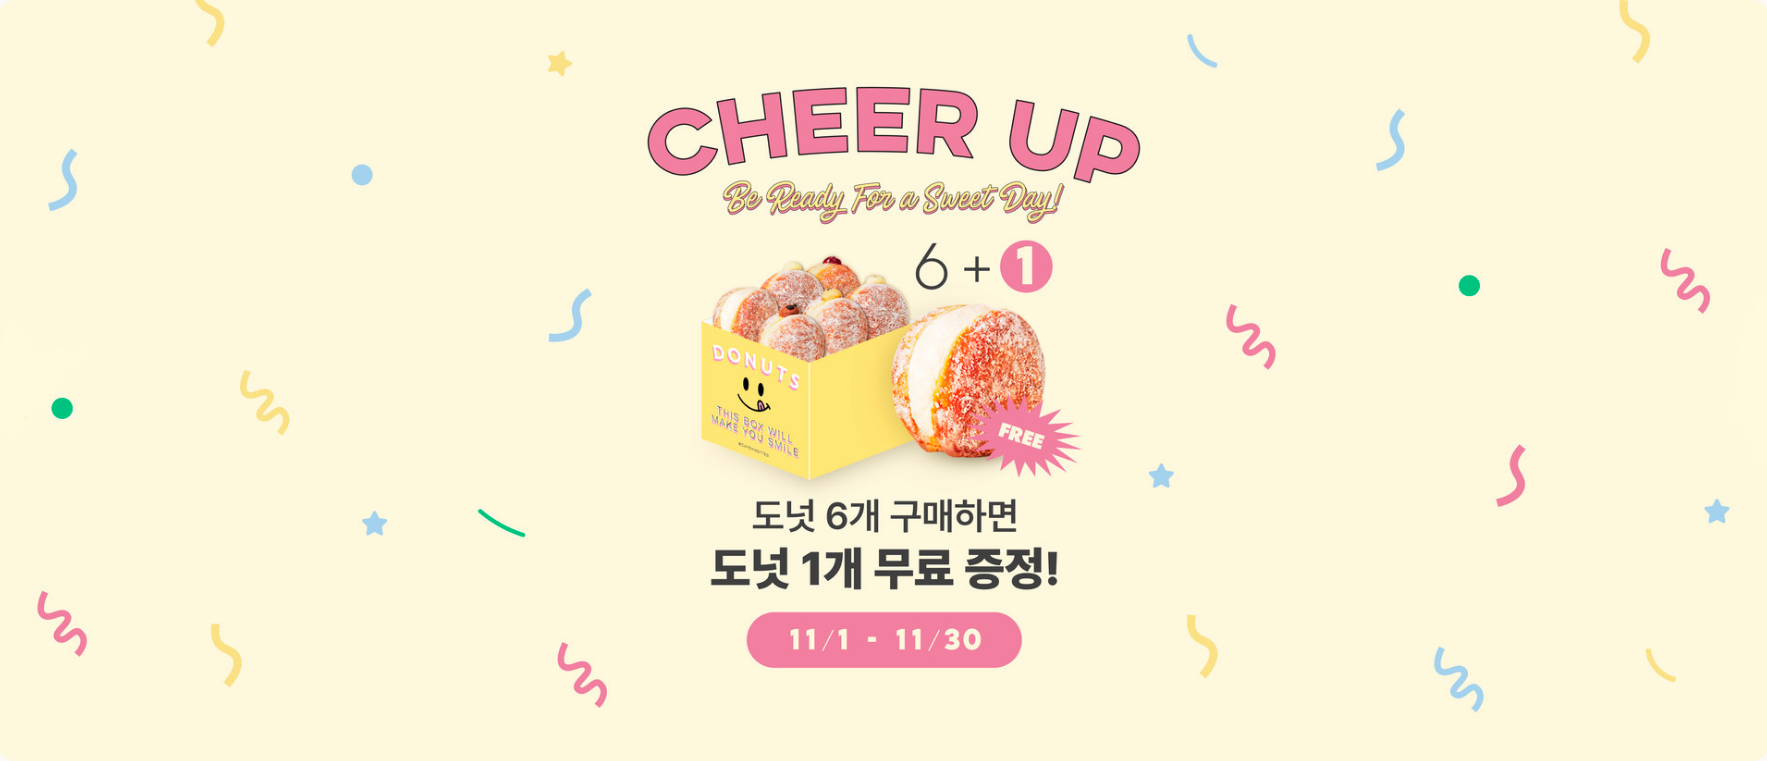 CHEER UP
Be Ready For a Sweet Day!
6 + 1
DONUTS
THIS BOX WILL
MAKE YOU SMILE
FREE
도넛 6개 구매하면
도넛 1개 무료 증정!
11/1 - 11/30